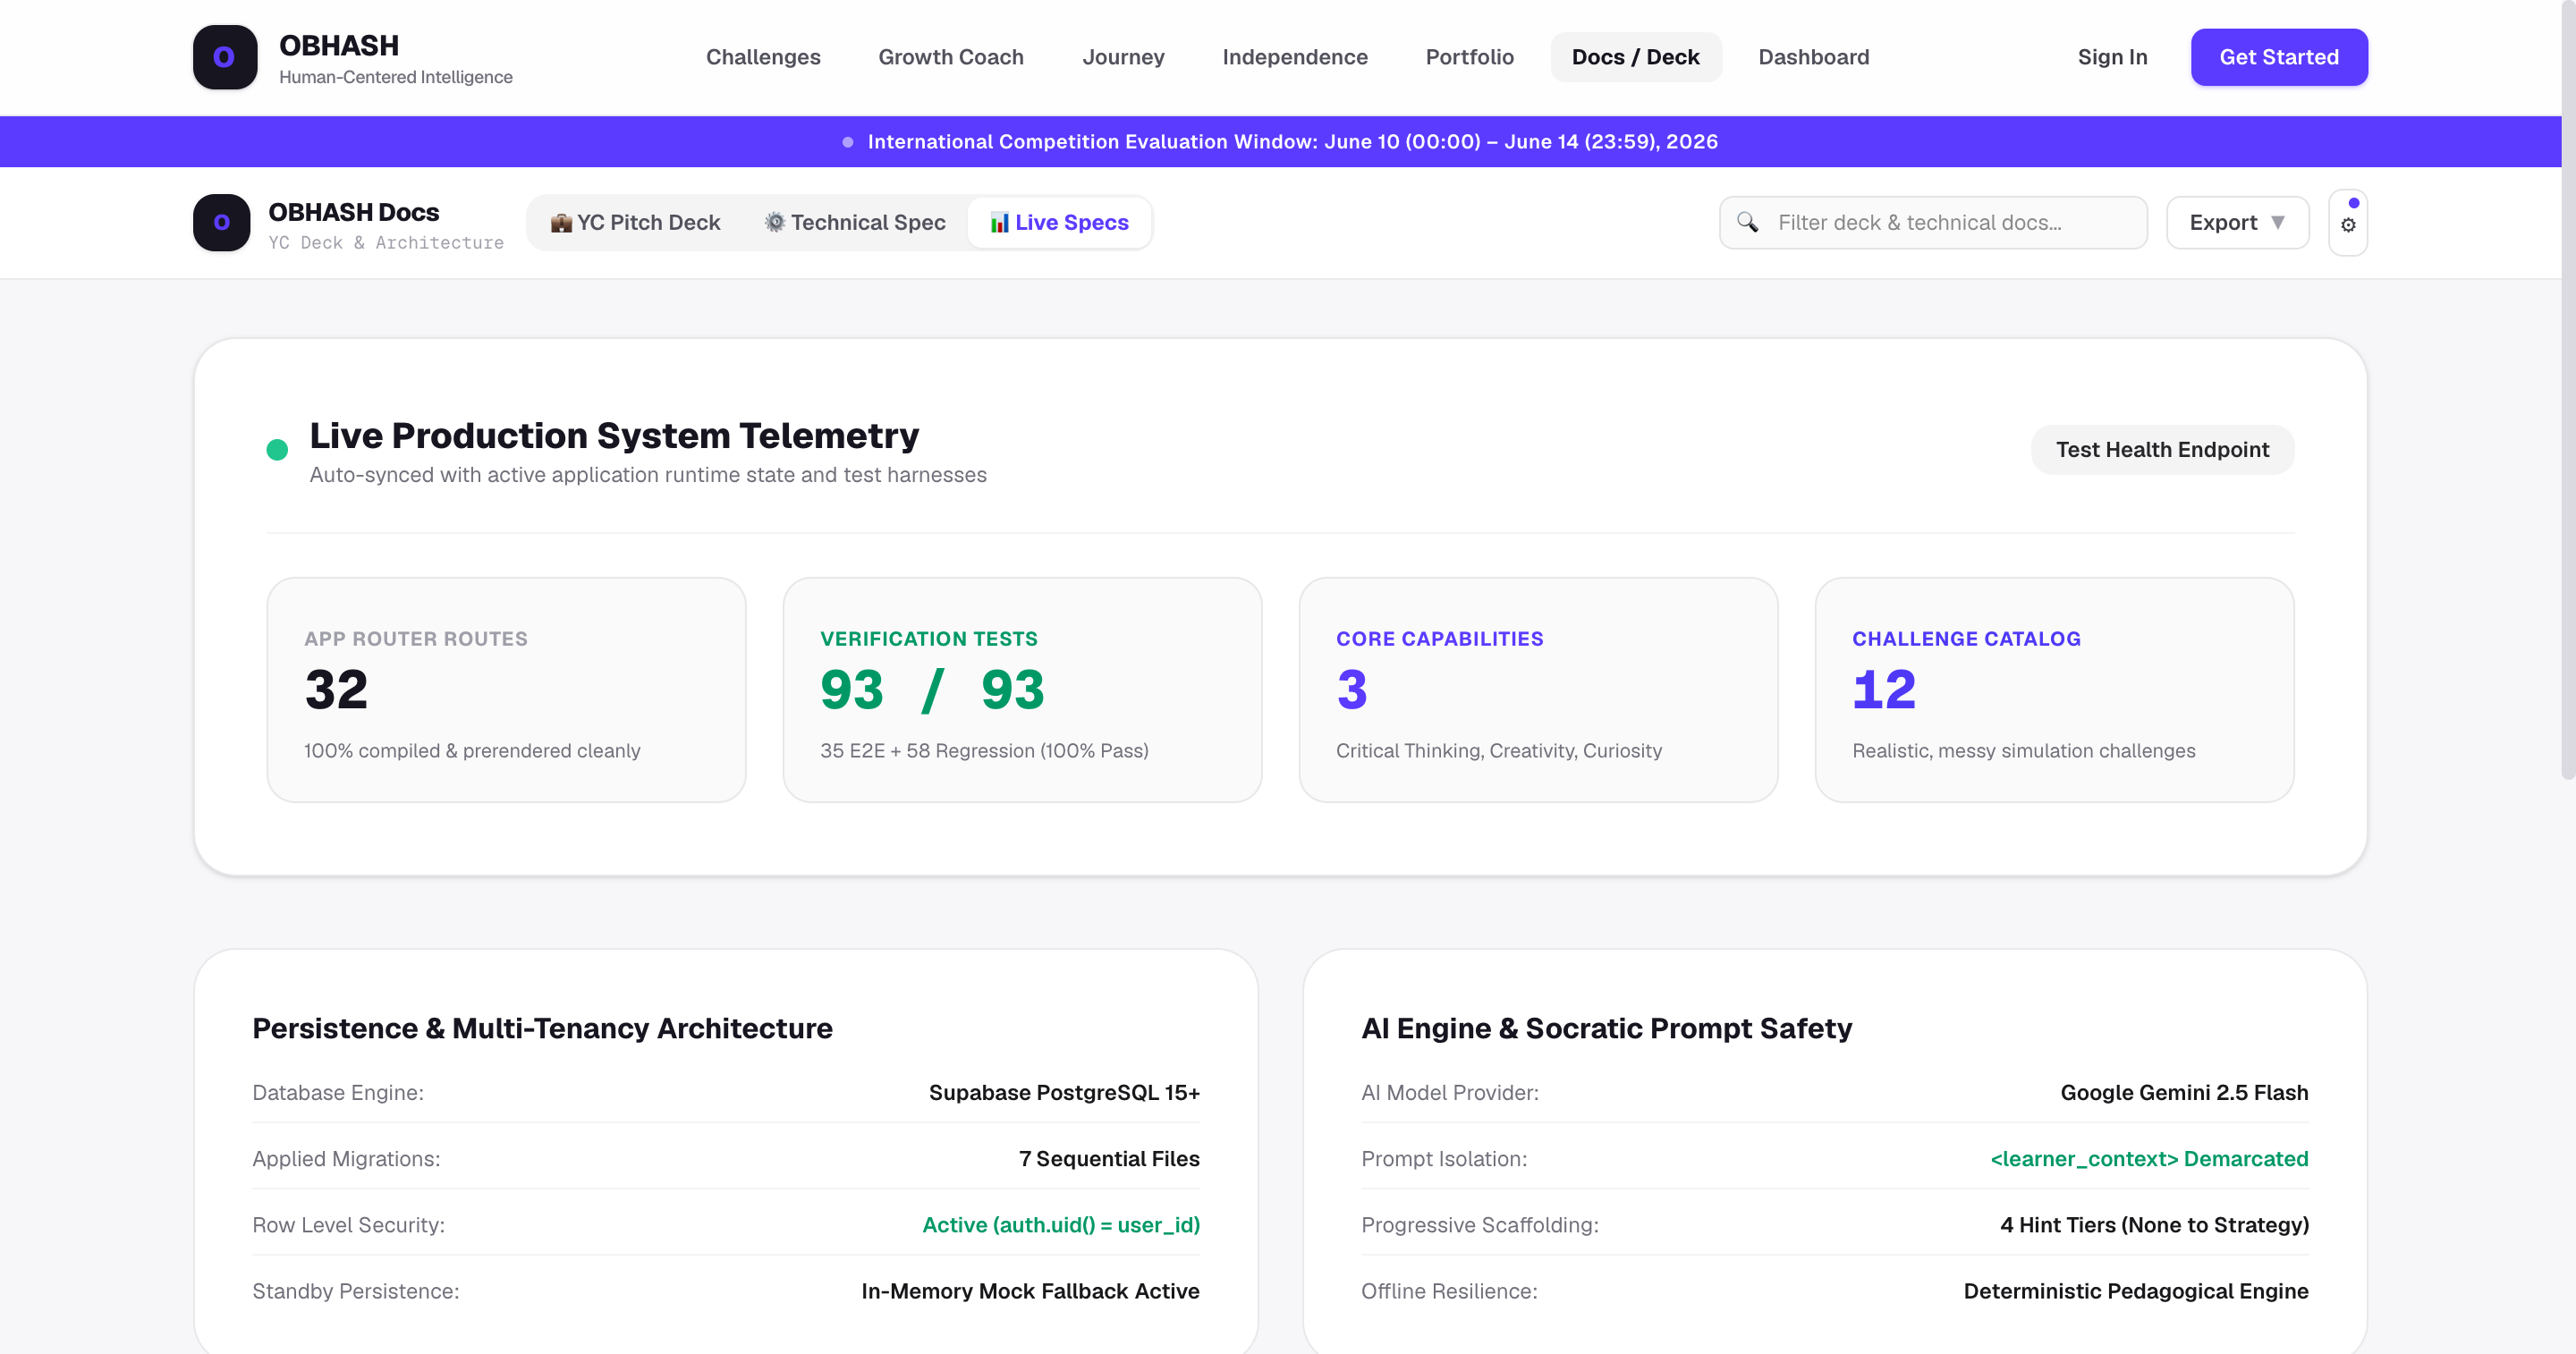 O
OBHASH
Human-Centered Intelligence
Challenges
Growth Coach
Journey
Independence
Portfolio
Docs / Deck
Dashboard
Sign In
Get Started
International Competition Evaluation Window: June 10 (00:00) – June 14 (23:59), 2026
O
OBHASH Docs
YC Deck & Architecture
YC Pitch Deck
Technical Spec
Live Specs
Filter deck & technical docs...
Export ▼
Live Production System Telemetry
Auto-synced with active application runtime state and test harnesses
Test Health Endpoint
APP ROUTER ROUTES
32
100% compiled & prerendered cleanly
VERIFICATION TESTS
93 / 93
35 E2E + 58 Regression (100% Pass)
CORE CAPABILITIES
3
Critical Thinking, Creativity, Curiosity
CHALLENGE CATALOG
12
Realistic, messy simulation challenges
Persistence & Multi-Tenancy Architecture
Database Engine: Supabase PostgreSQL 15+
Applied Migrations: 7 Sequential Files
Row Level Security: Active (auth.uid() = user_id)
Standby Persistence: In-Memory Mock Fallback Active
AI Engine & Socratic Prompt Safety
AI Model Provider: Google Gemini 2.5 Flash
Prompt Isolation: <learner_context> Demarcated
Progressive Scaffolding: 4 Hint Tiers (None to Strategy)
Offline Resilience: Deterministic Pedagogical Engine